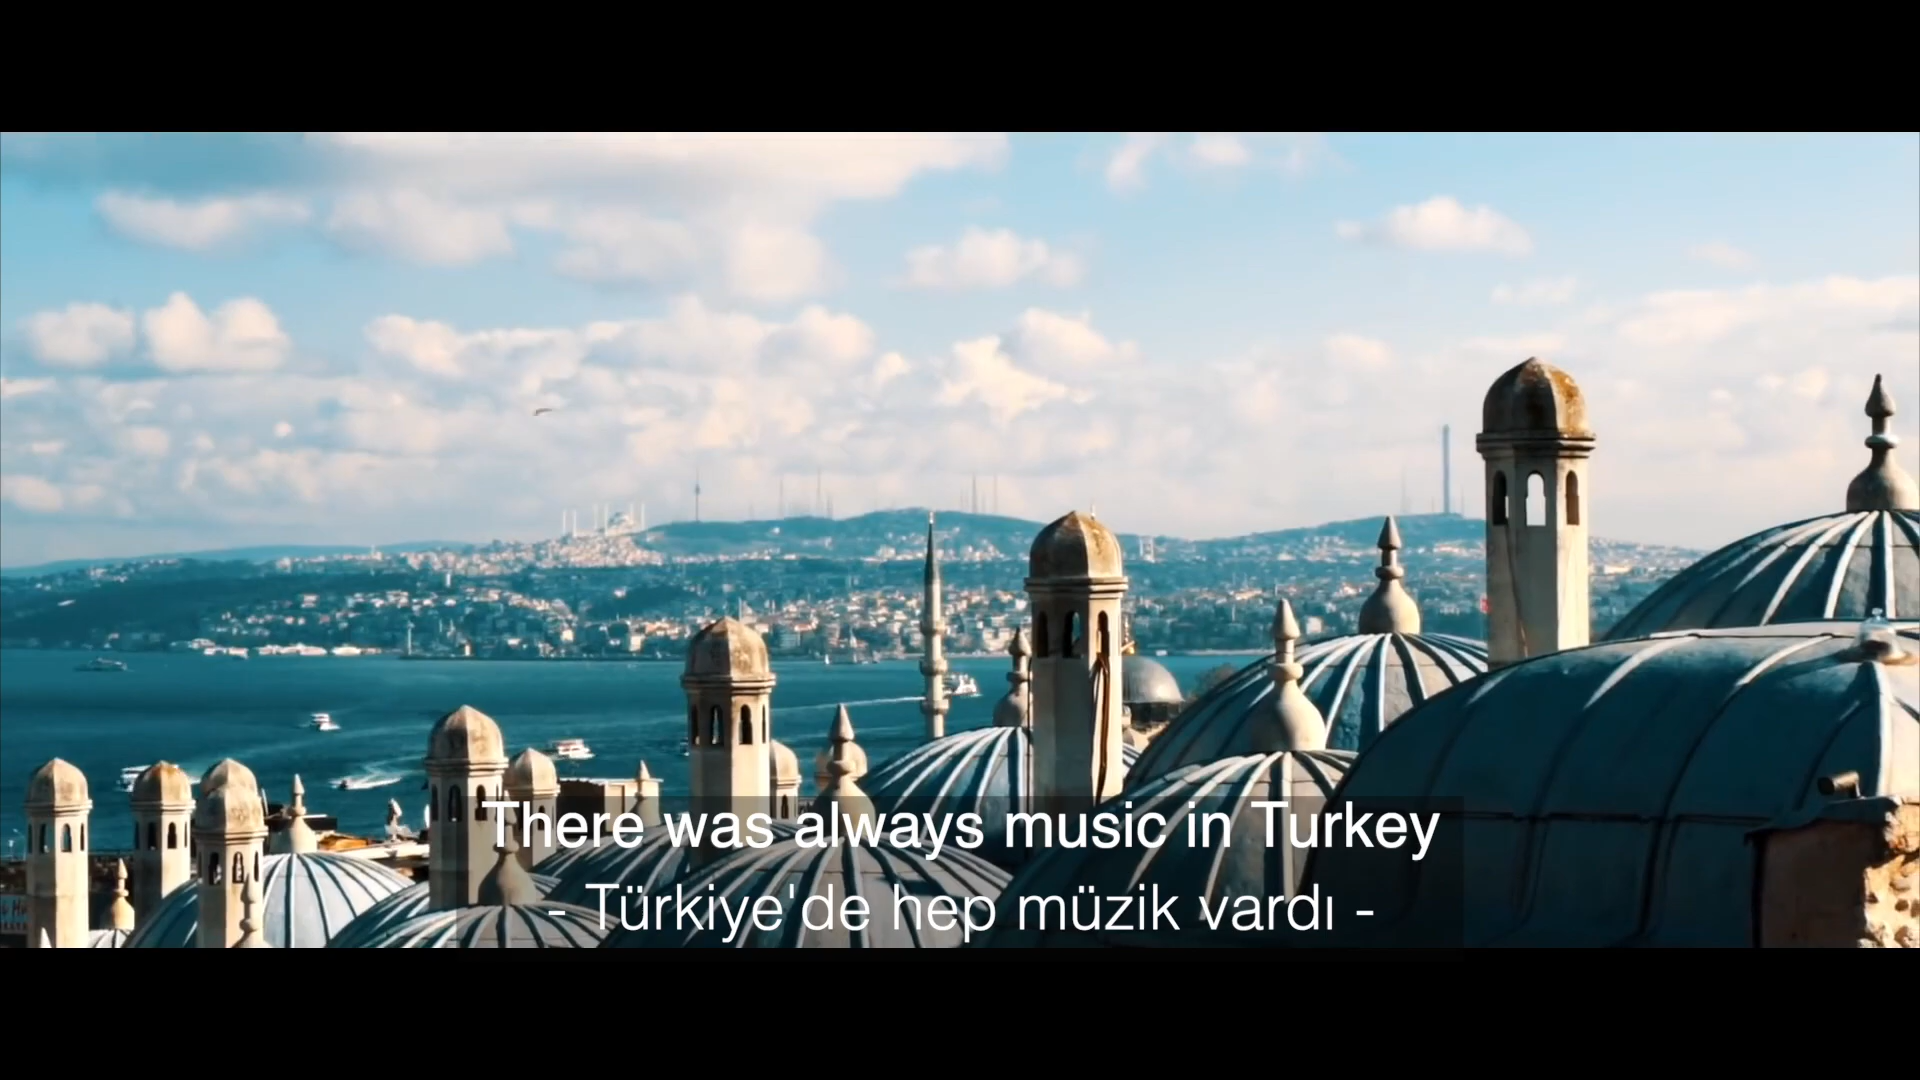 There was always music in Turkey
- Türkiye'de hep müzik vardı -